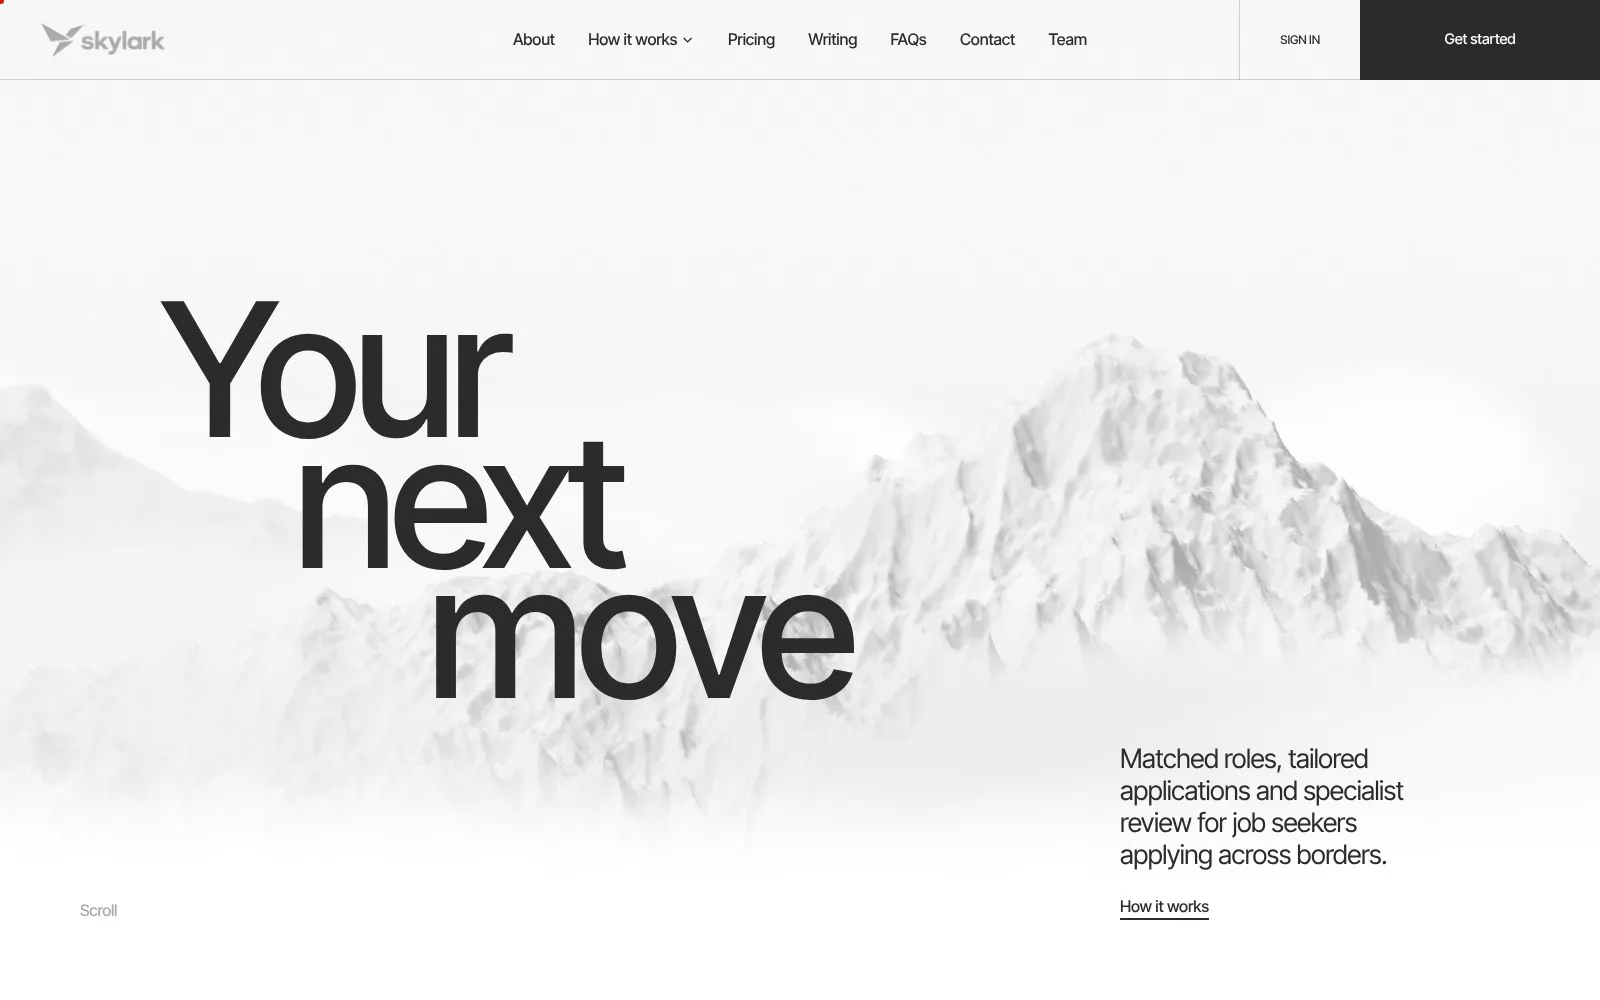 skylark
About
How it works
Pricing
Writing
FAQs
Contact
Team
SIGN IN
Get started
Your
next
move
Matched roles, tailored
applications and specialist
review for job seekers
applying across borders.
How it works
Scroll